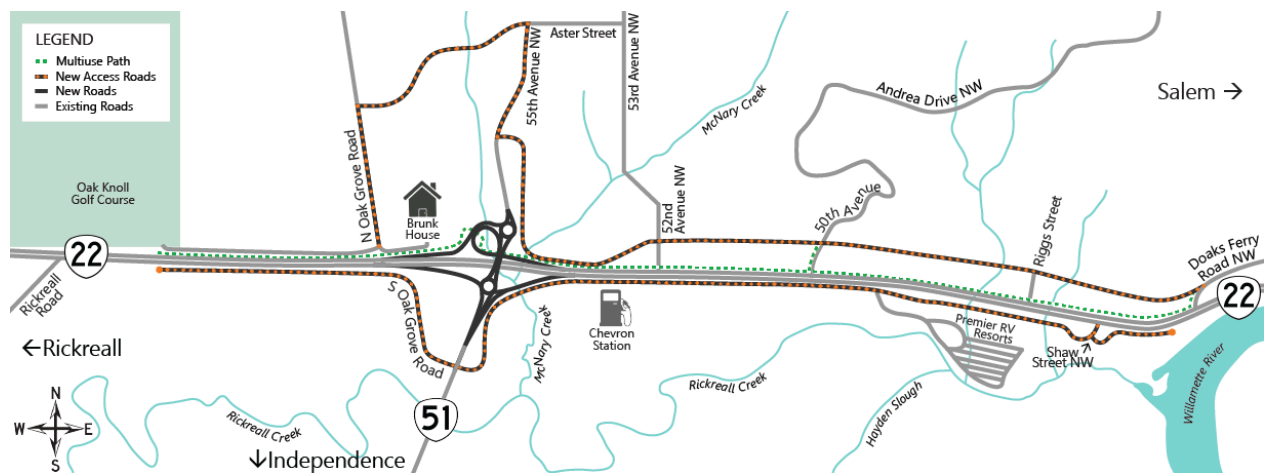 LEGEND
Multiuse Path
New Access Roads
New Roads
Existing Roads
Oak Knoll
Golf Course
22
Rickreall
Road
←Rickreall
N
W
E
S
N Oak Grove Road
Brunk
House
S Oak Grove Road
51
↓Independence
Rickreall Creek
55th Avenue NW
Aster Street
53rd Avenue NW
McNary Creek
52nd
Avenue NW
McNary Creek
Chevron
Station
Rickreall Creek
Andrea Drive NW
50th Avenue
Salem →
Riggs Street
Doaks Ferry
Road NW
22
Premier RV
Resorts
Shaw
Street NW
Hayden Slough
Willamette River